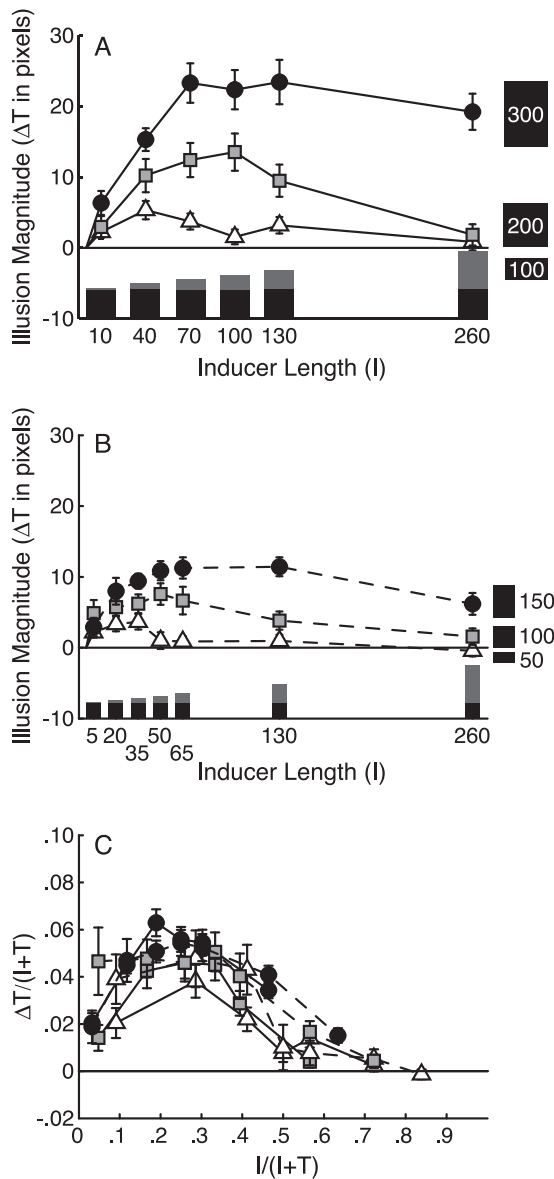 A
Illusion Magnitude (ΔT in pixels)
30
20
10
0
-10
300
200
100
10 40 70 100 130 260
Inducer Length (I)
B
Illusion Magnitude (ΔT in pixels)
30
20
10
0
-10
150
100
50
5 20 50 130 260
35 65
Inducer Length (I)
C
ΔT/(I+T)
.10
.08
.06
.04
.02
0
-.02
0 .1 .2 .3 .4 .5 .6 .7 .8 .9
I/(I+T)